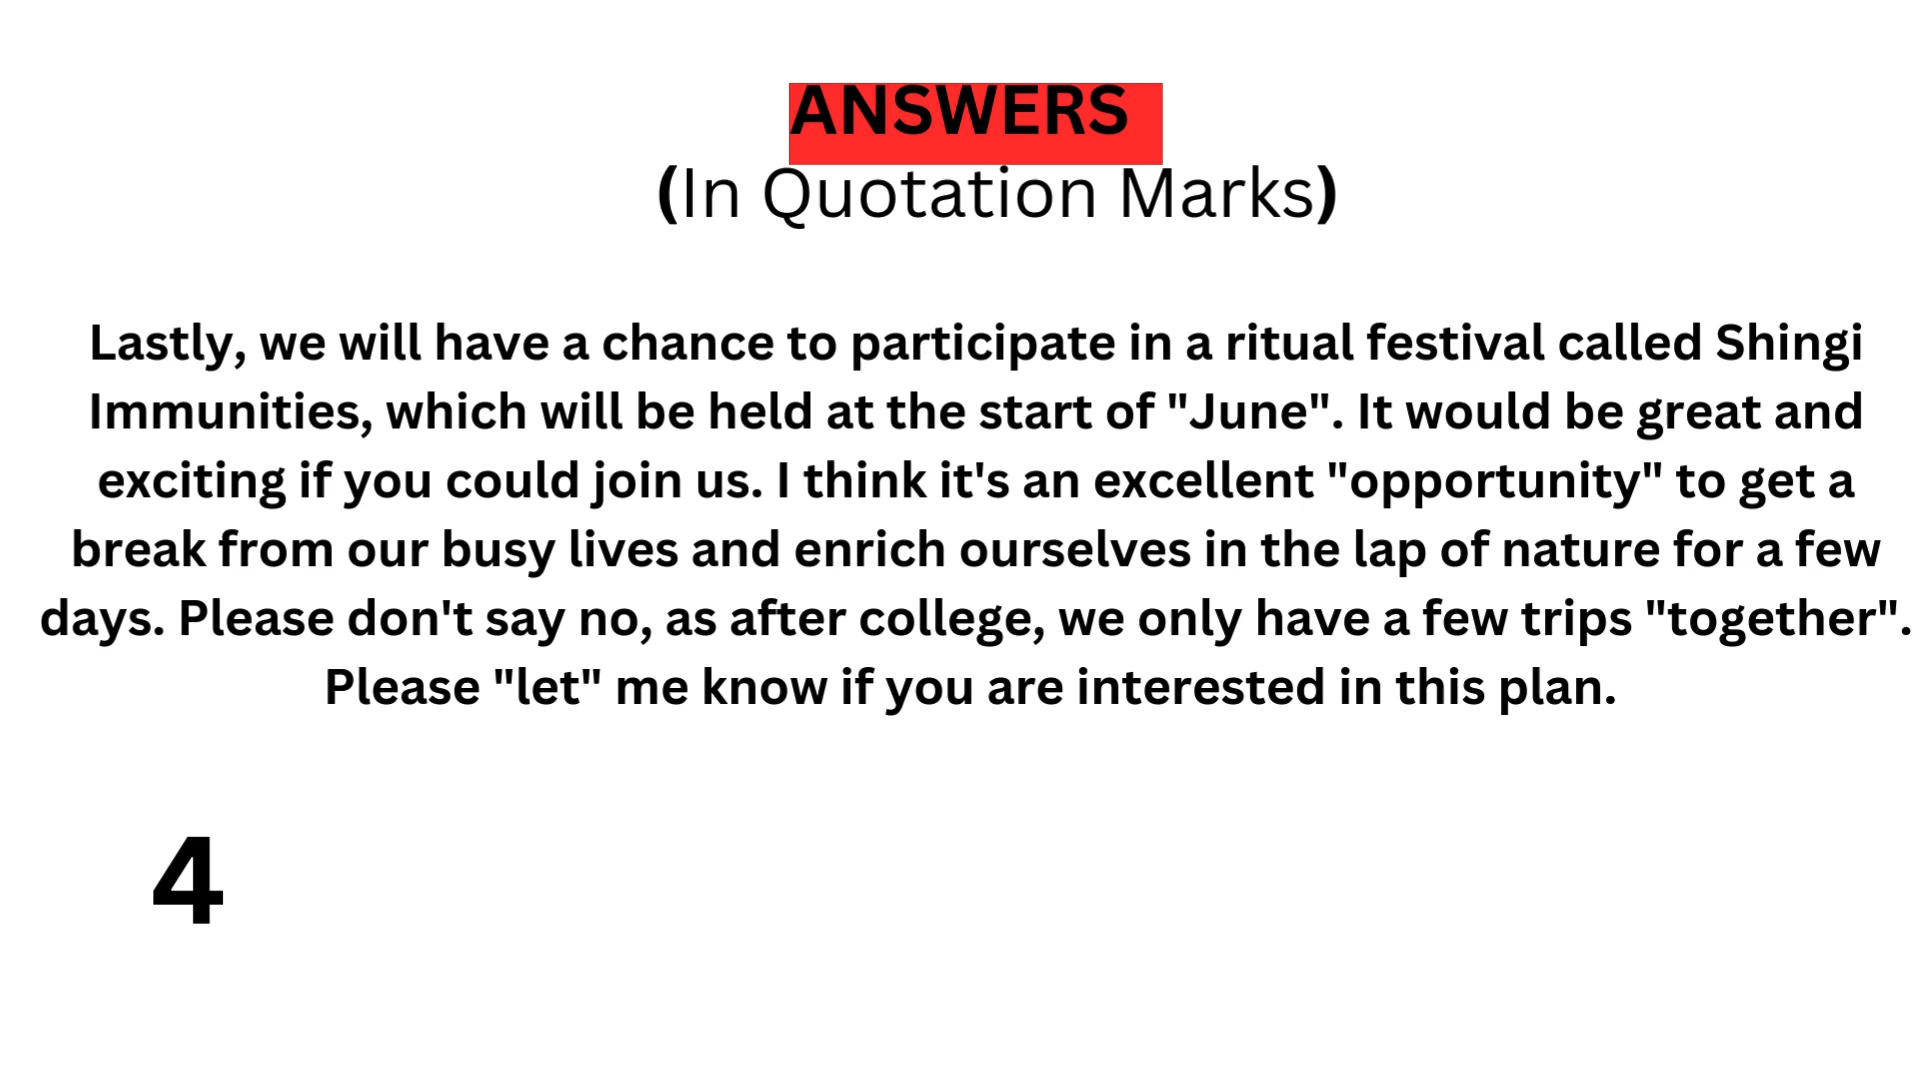 ANSWERS
(In Quotation Marks)
Lastly, we will have a chance to participate in a ritual festival called Shingi
Immunities, which will be held at the start of "June". It would be great and
exciting if you could join us. I think it's an excellent "opportunity" to get a
break from our busy lives and enrich ourselves in the lap of nature for a few
days. Please don't say no, as after college, we only have a few trips "together".
Please "let" me know if you are interested in this plan.
4